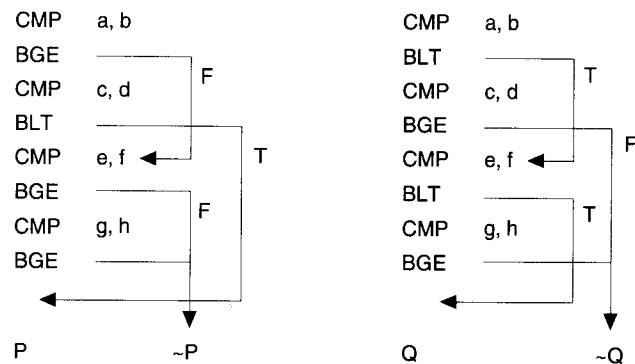 CMP a, b
BGE
F
CMP c, d
BLT
CMP e, f
T
BGE
F
CMP g, h
BGE
P ~P
CMP a, b
BLT
T
CMP c, d
BGE
F
CMP e, f
BLT
T
CMP g, h
BGE
Q ~Q